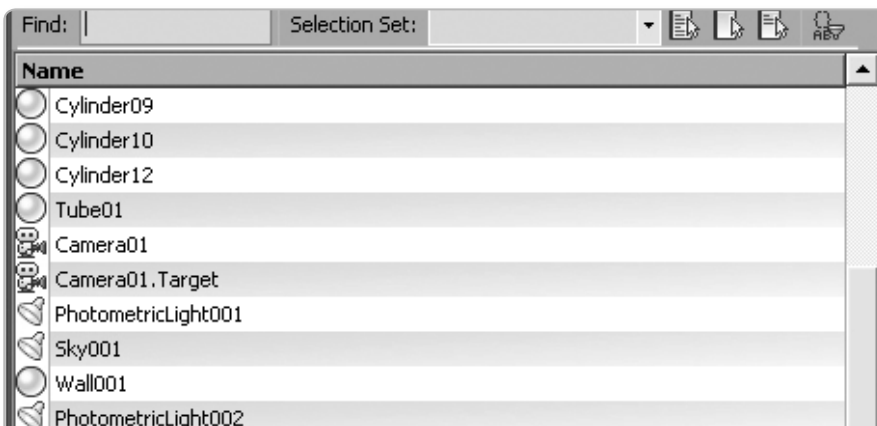 Find: Selection Set:
Name
Cylinder09
Cylinder10
Cylinder12
Tube01
Camera01
Camera01.Target
PhotometricLight001
Sky001
Wall001
PhotometricLight002